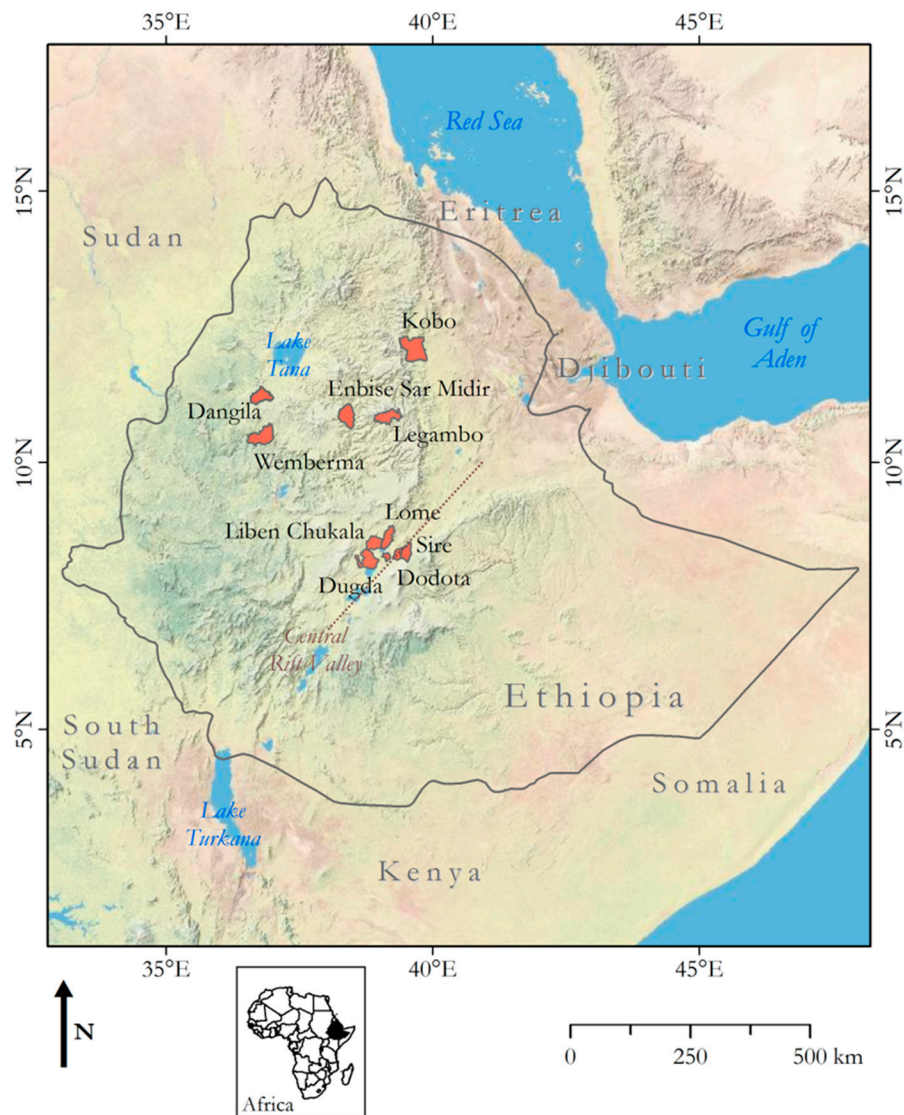 35°E
40°E
45°E
Red Sea
15°N
15°N
Eritrea
Sudan
Kobo
Gulf of
Aden
Lake
Tana
Djibouti
Enbise Sar Midir
Dangila
Legambo
10°N
10°N
Wemberma
Lome
Liben Chukala
Sire
Dugda
Dodota
Central
Rift Valley
Ethiopia
5°N
5°N
South
Sudan
Somalia
Lake
Turkana
Kenya
35°E
40°E
45°E
N
0
250
500 km
Africa